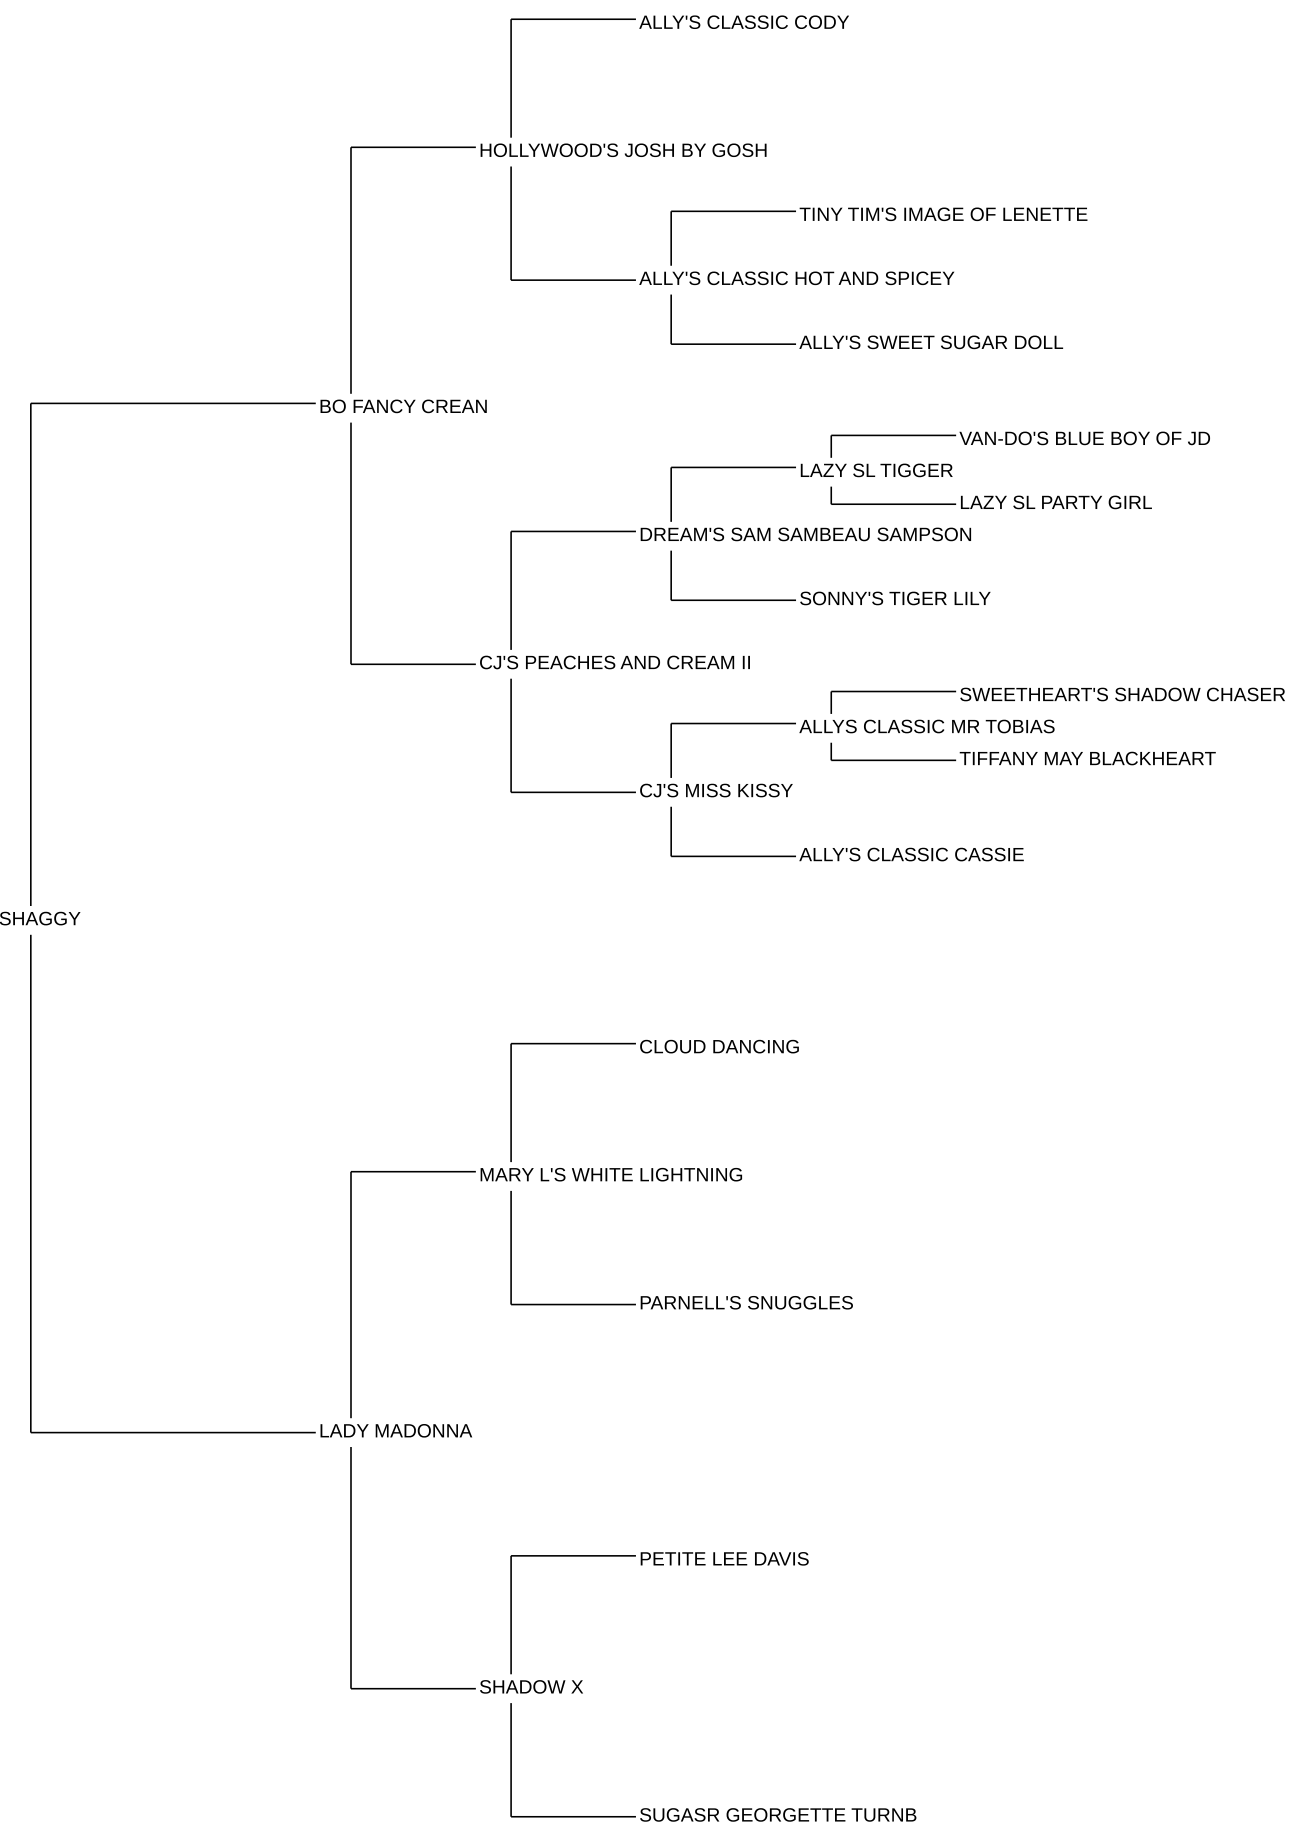 ALLY'S CLASSIC CODY
HOLLYWOOD'S JOSH BY GOSH
TINY TIM'S IMAGE OF LENETTE
ALLY'S CLASSIC HOT AND SPICEY
ALLY'S SWEET SUGAR DOLL
BO FANCY CREAN
VAN-DO'S BLUE BOY OF JD
LAZY SL TIGGER
LAZY SL PARTY GIRL
DREAM'S SAM SAMBEAU SAMPSON
SONNY'S TIGER LILY
CJ'S PEACHES AND CREAM II
SWEETHEART'S SHADOW CHASER
ALLYS CLASSIC MR TOBIAS
TIFFANY MAY BLACKHEART
CJ'S MISS KISSY
ALLY'S CLASSIC CASSIE
SHAGGY
CLOUD DANCING
MARY L'S WHITE LIGHTNING
PARNELL'S SNUGGLES
LADY MADONNA
PETITE LEE DAVIS
SHADOW X
SUGASR GEORGETTE TURNB